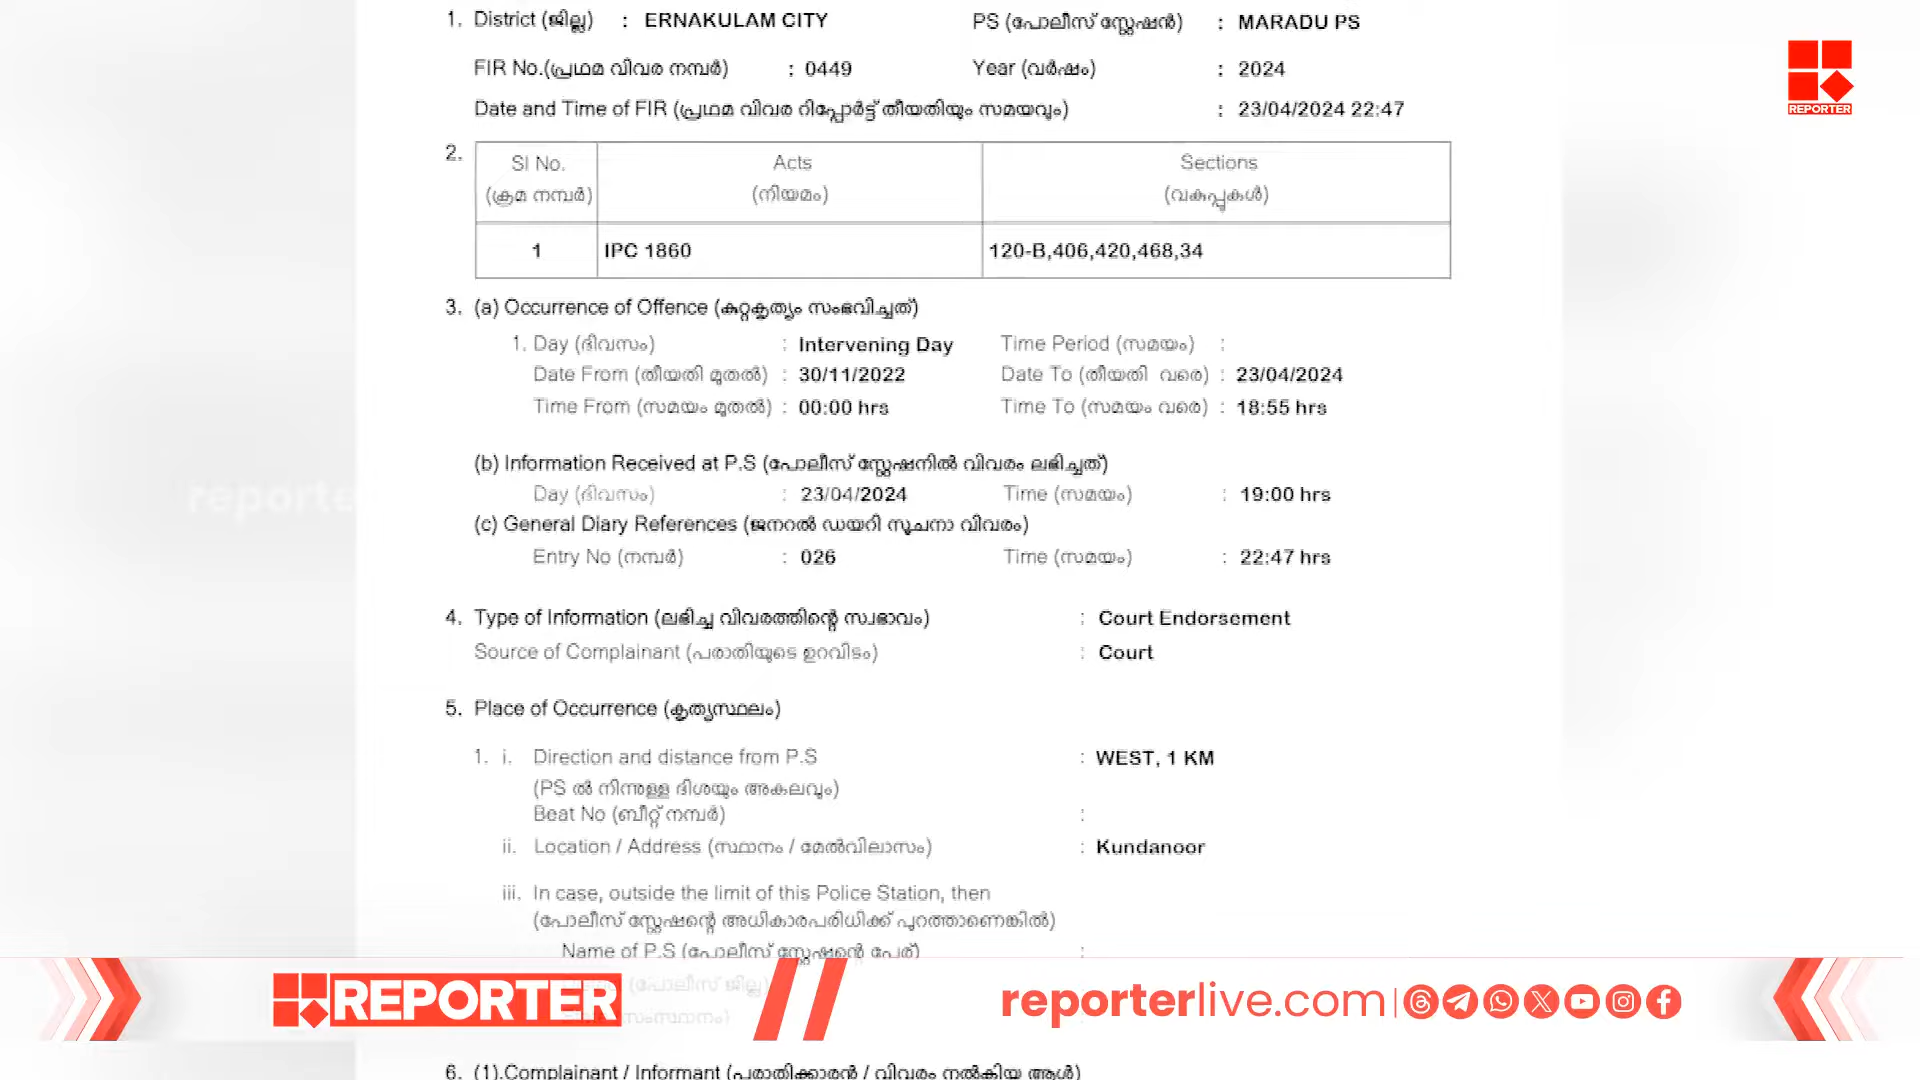 1. District (ജില്ല) : ERNAKULAM CITY PS (പോലീസ് സ്റ്റേഷൻ) : MARADU PS
REPORTER
FIR No.(പ്രഥമ വിവര നമ്പർ) : 0449 Year (വർഷം) : 2024
Date and Time of FIR (പ്രഥമ വിവര റിപ്പോർട്ട് തീയതിയും സമയവും) : 23/04/2024 22:47
2. Sl No. Acts Sections
(ക്രമ നമ്പർ) (നിയമം) (വകുപ്പുകൾ)
1 IPC 1860 120-B,406,420,468,34
3. (a) Occurrence of Offence (കുറ്റകൃത്യം സംഭവിച്ചത്)
1. Day (ദിവസം) : Intervening Day Time Period (സമയം) :
Date From (തീയതി മുതൽ) : 30/11/2022 Date To (തീയതി വരെ) : 23/04/2024
Time From (സമയം മുതൽ) : 00:00 hrs Time To (സമയം വരെ) : 18:55 hrs
(b) Information Received at P.S (പോലീസ് സ്റ്റേഷനിൽ വിവരം ലഭിച്ചത്)
reporte
Day (ദിവസം) : 23/04/2024 Time (സമയം) : 19:00 hrs
(c) General Diary References (ജനറൽ ഡയറി സൂചനാ വിവരം)
Entry No (നമ്പർ) : 026 Time (സമയം) : 22:47 hrs
4. Type of Information (ലഭിച്ച വിവരത്തിന്റെ സ്വഭാവം) : Court Endorsement
Source of Complainant (പരാതിയുടെ ഉറവിടം) : Court
5. Place of Occurrence (കൃത്യസ്ഥലം)
1. i. Direction and distance from P.S : WEST, 1 KM
(PS ൽ നിന്നുള്ള ദിശയും അകലവും)
Beat No (ബീറ്റ് നമ്പർ) :
ii. Location / Address (സ്ഥാനം / മേൽവിലാസം) : Kundanoor
iii. In case, outside the limit of this Police Station, then
(പോലീസ് സ്റ്റേഷന്റെ അധികാരപരിധിക്ക് പുറത്താണെങ്കിൽ)
Name of P.S (പോലീസ് സ്റ്റേഷന്റെ പേര്) :
(പോലീസ് ജില്ല)
REPORTER reporterlive.com
6. (1).Complainant / Informant (പരാതിക്കാരൻ / വിവരം നൽകിയ ആൾ)